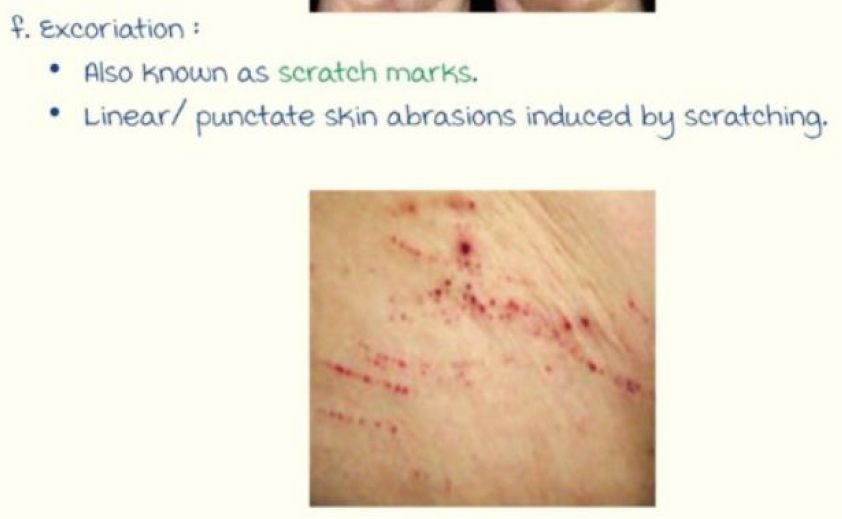 f. Excoriation :
• Also known as scratch marks.
• Linear/ punctate skin abrasions induced by scratching.